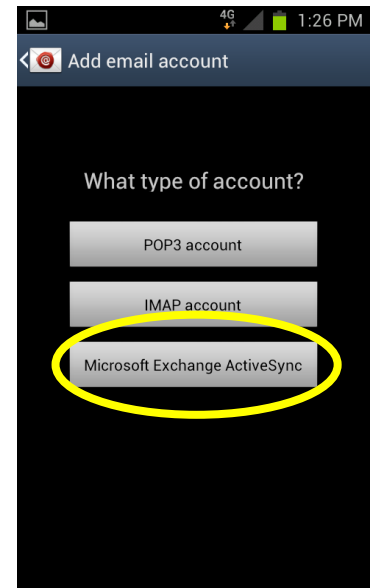 4G 1:26 PM
@ Add email account
What type of account?
POP3 account
IMAP account
Microsoft Exchange ActiveSync